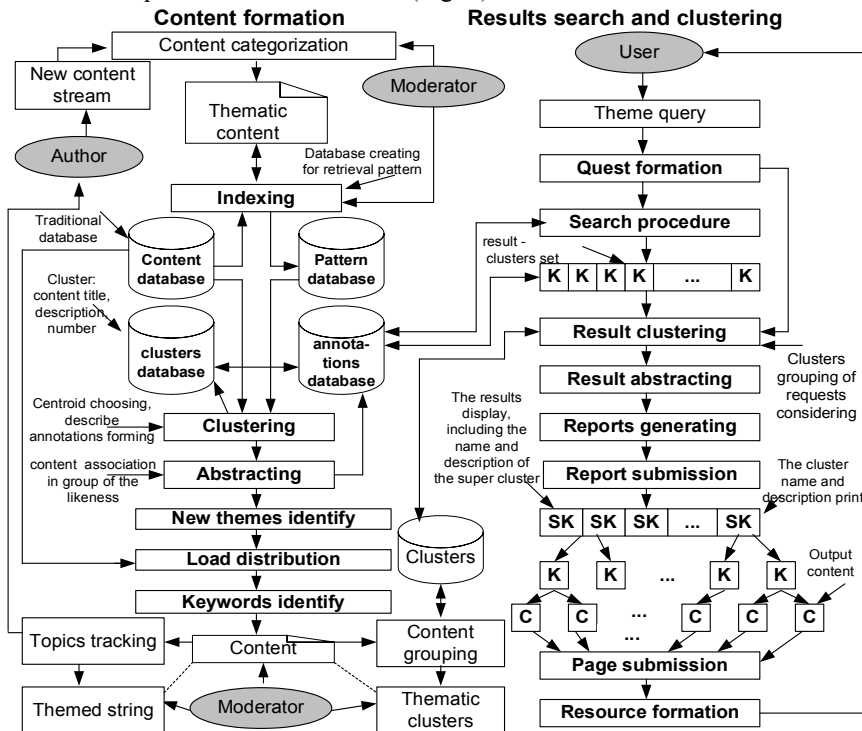 Content formation
Results search and clustering
Content categorization
New content
stream
Moderator
Thematic
content
Author
Database creating
for retrieval pattern
Indexing
Traditional
database
Content
database
Pattern
database
Cluster:
content title,
description,
number
clusters
database
annota-
tions
database
Centroid choosing,
describe
annotations forming
Clustering
content association
in group of the
likeness
Abstracting
New themes identify
Load distribution
Clusters
Keywords identify
Topics tracking
Content
Content
grouping
Themed string
Moderator
Thematic
clusters
User
Theme query
Quest formation
Search procedure
result -
clusters set
K K K K ... K
Result clustering
Clusters
grouping of
requests
considering
Result abstracting
The results
display,
including the
name and
description of
the super cluster
Reports generating
Report submission
The cluster
name and
description print
SK SK SK ... SK
Output
content
K K ... K K
C C ... C C C
...
Page submission
Resource formation